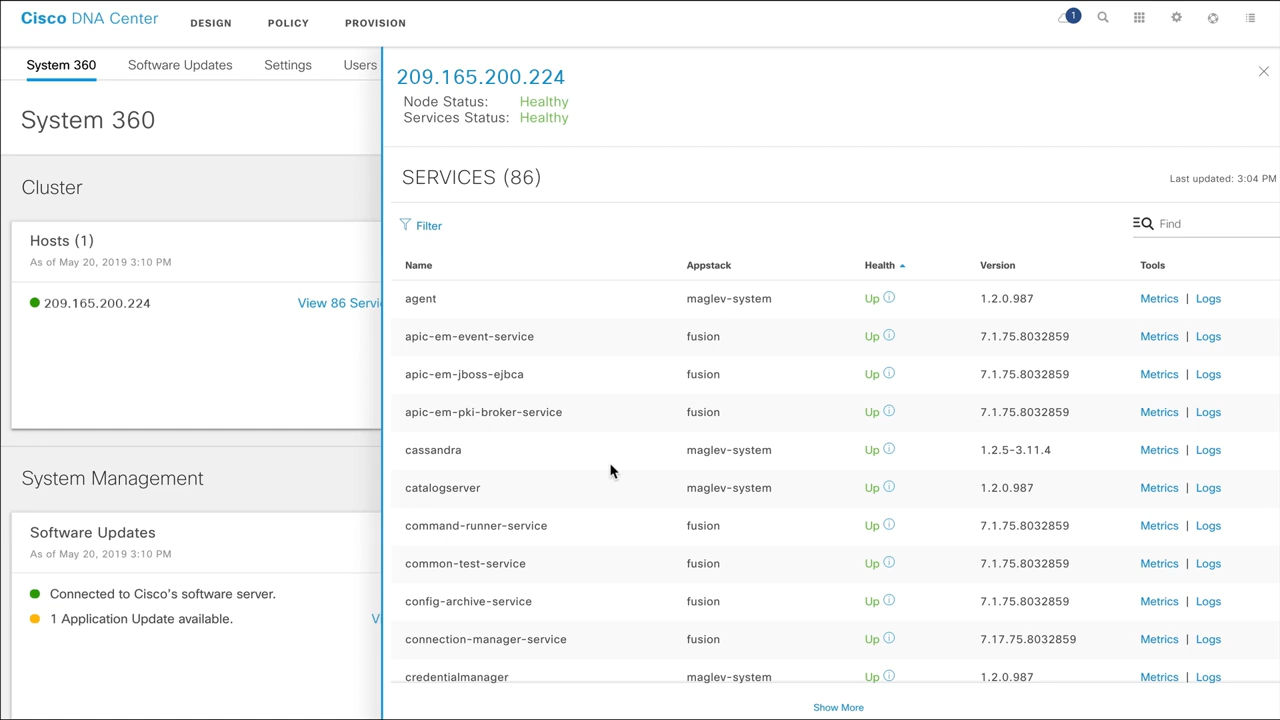 Cisco DNA Center DESIGN POLICY PROVISION 1
System 360 Software Updates Settings Users
System 360
Cluster
Hosts (1)
As of May 20, 2019 3:10 PM
209.165.200.224 View 86 Servi
System Management
Software Updates
As of May 20, 2019 3:10 PM
Connected to Cisco's software server.
1 Application Update available. V
209.165.200.224
Node Status: Healthy
Services Status: Healthy
SERVICES (86)
Last updated: 3:04 PM
Filter
Find
Name Appstack Health Version Tools
agent maglev-system Up 1.2.0.987 Metrics | Logs
apic-em-event-service fusion Up 7.1.75.8032859 Metrics | Logs
apic-em-jboss-ejbca fusion Up 7.1.75.8032859 Metrics | Logs
apic-em-pki-broker-service fusion Up 7.1.75.8032859 Metrics | Logs
cassandra maglev-system Up 1.2.5-3.11.4 Metrics | Logs
catalogserver maglev-system Up 1.2.0.987 Metrics | Logs
command-runner-service fusion Up 7.1.75.8032859 Metrics | Logs
common-test-service fusion Up 7.1.75.8032859 Metrics | Logs
config-archive-service fusion Up 7.1.75.8032859 Metrics | Logs
connection-manager-service fusion Up 7.17.75.8032859 Metrics | Logs
credentialmanager maglev-system Up 1.2.0.987 Metrics | Logs
Show More